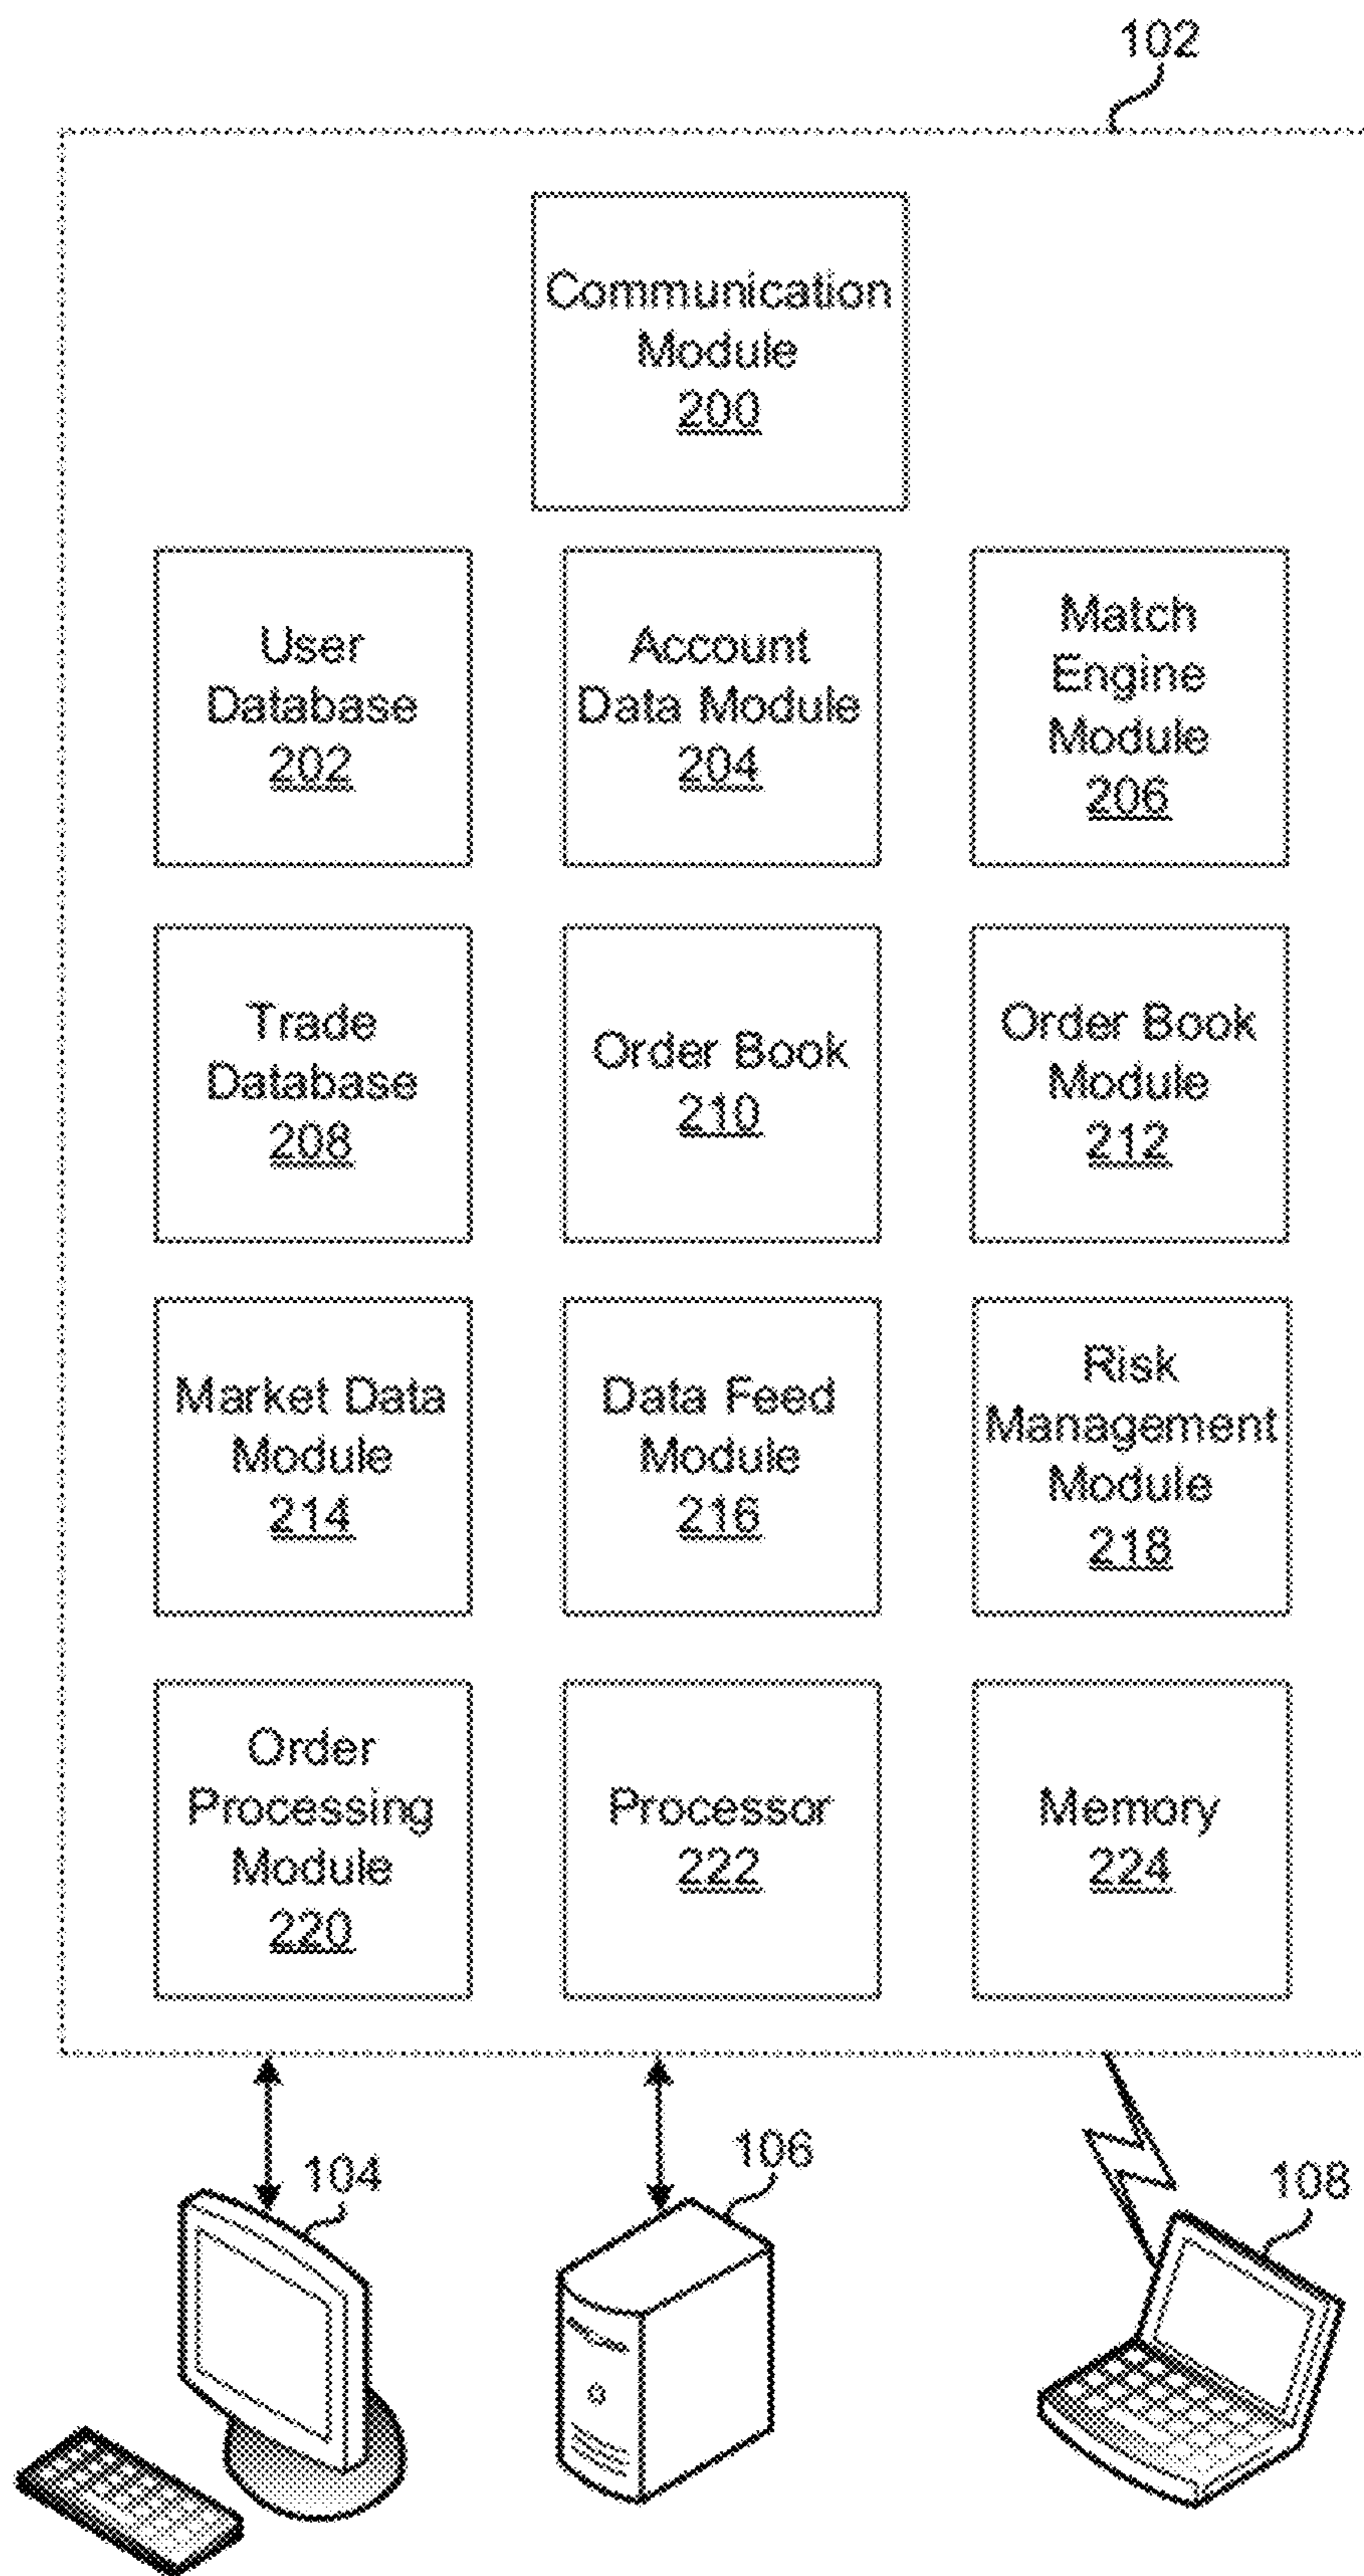 102
Communication
Module
200
User
Database
202
Account
Data Module
204
Match
Engine
Module
206
Trade
Database
208
Order Book
210
Order Book
Module
212
Market Data
Module
214
Data Feed
Module
216
Risk
Management
Module
218
Order
Processing
Module
220
Processor
222
Memory
224
104
106
108